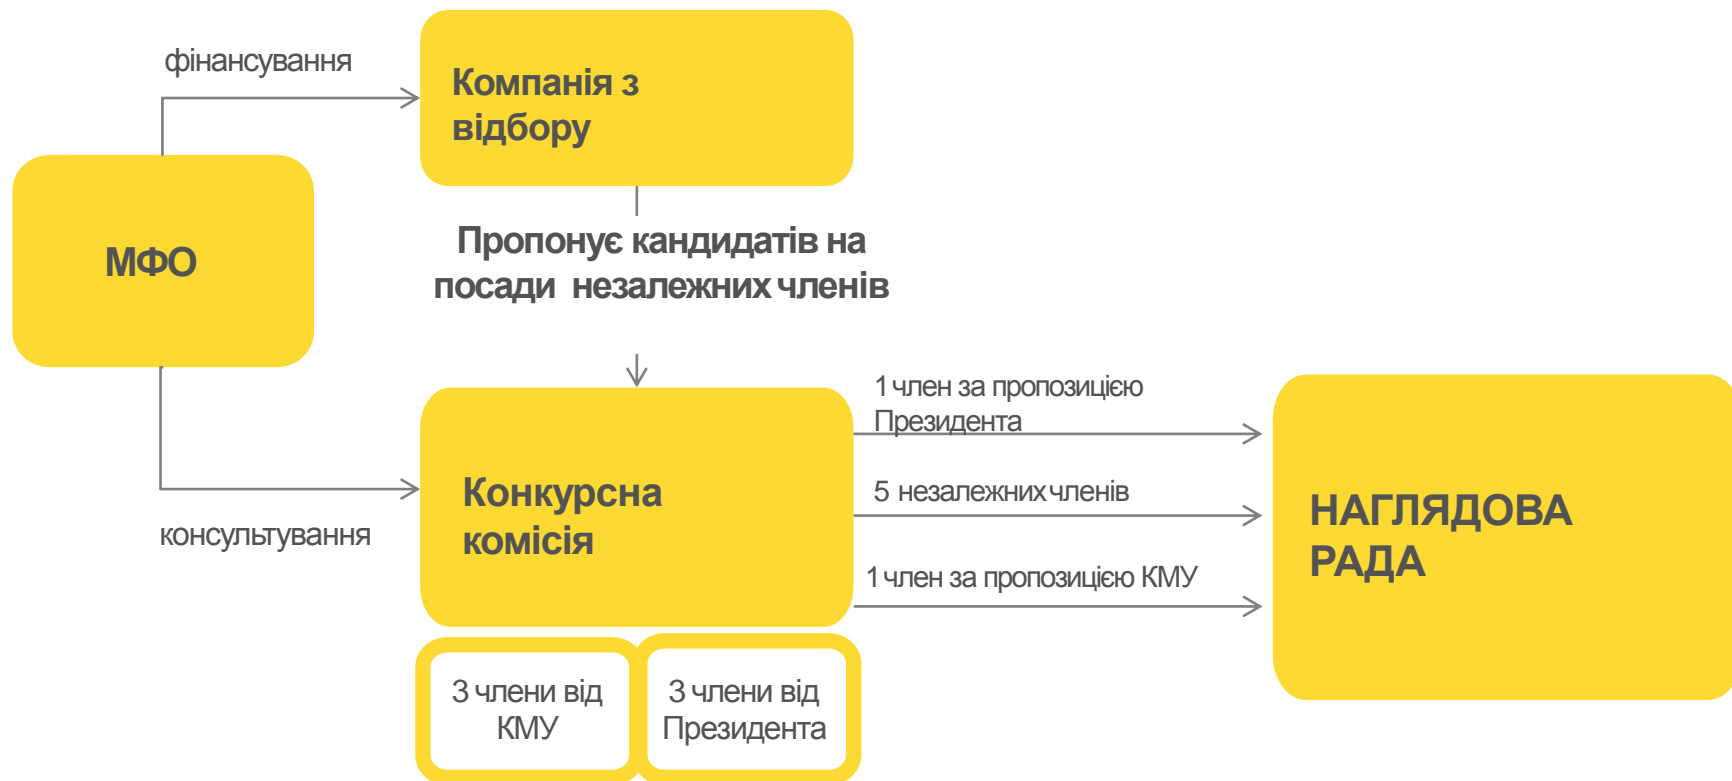 фінансування
Компанія з
відбору
МФО
Пропонує кандидатів на
посади незалежних членів
консультування
Конкурсна
комісія
1 член за пропозицією
Президента
5 незалежних членів
1 член за пропозицією КМУ
НАГЛЯДОВА
РАДА
3 члени від
КМУ
3 члени від
Президента